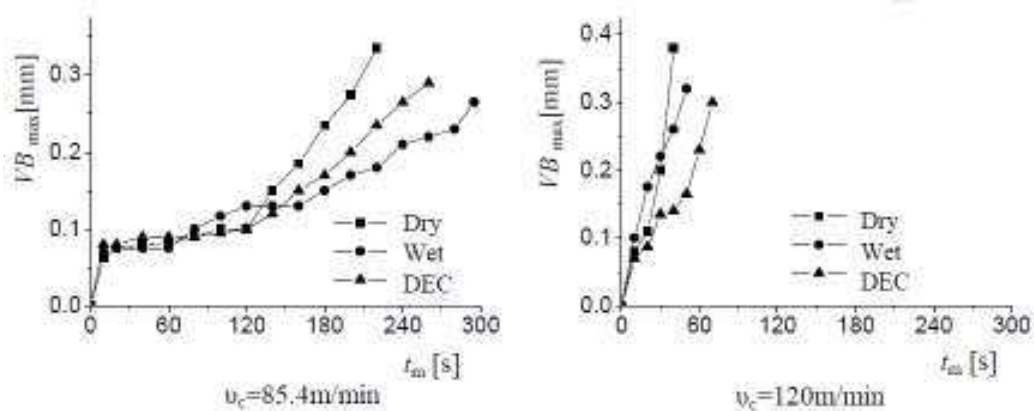 VB max[mm]
0.3
0.2
0.1
0.0
0 60 120 180 240 300
Dry
Wet
DEC
tm [s]
υc=85.4m/min
VB max[mm]
0.4
0.3
0.2
0.1
0.0
0 60 120 180 240 300
Dry
Wet
DEC
tm [s]
υc=120m/min